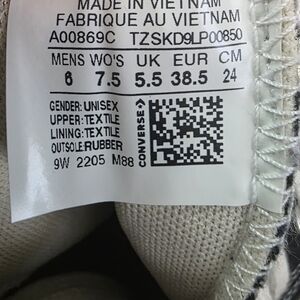 MADE IN VIETNAM
FABRIQUE AU VIETNAM
A00869C TZSKD9LP00850
MENS WO'S UK EUR CM
6 7.5 5.5 38.5 24
GENDER: UNISEX
UPPER: TEXTILE
LINING: TEXTILE
OUTSOLE: RUBBER
9W 2205 M88
CONVERSE